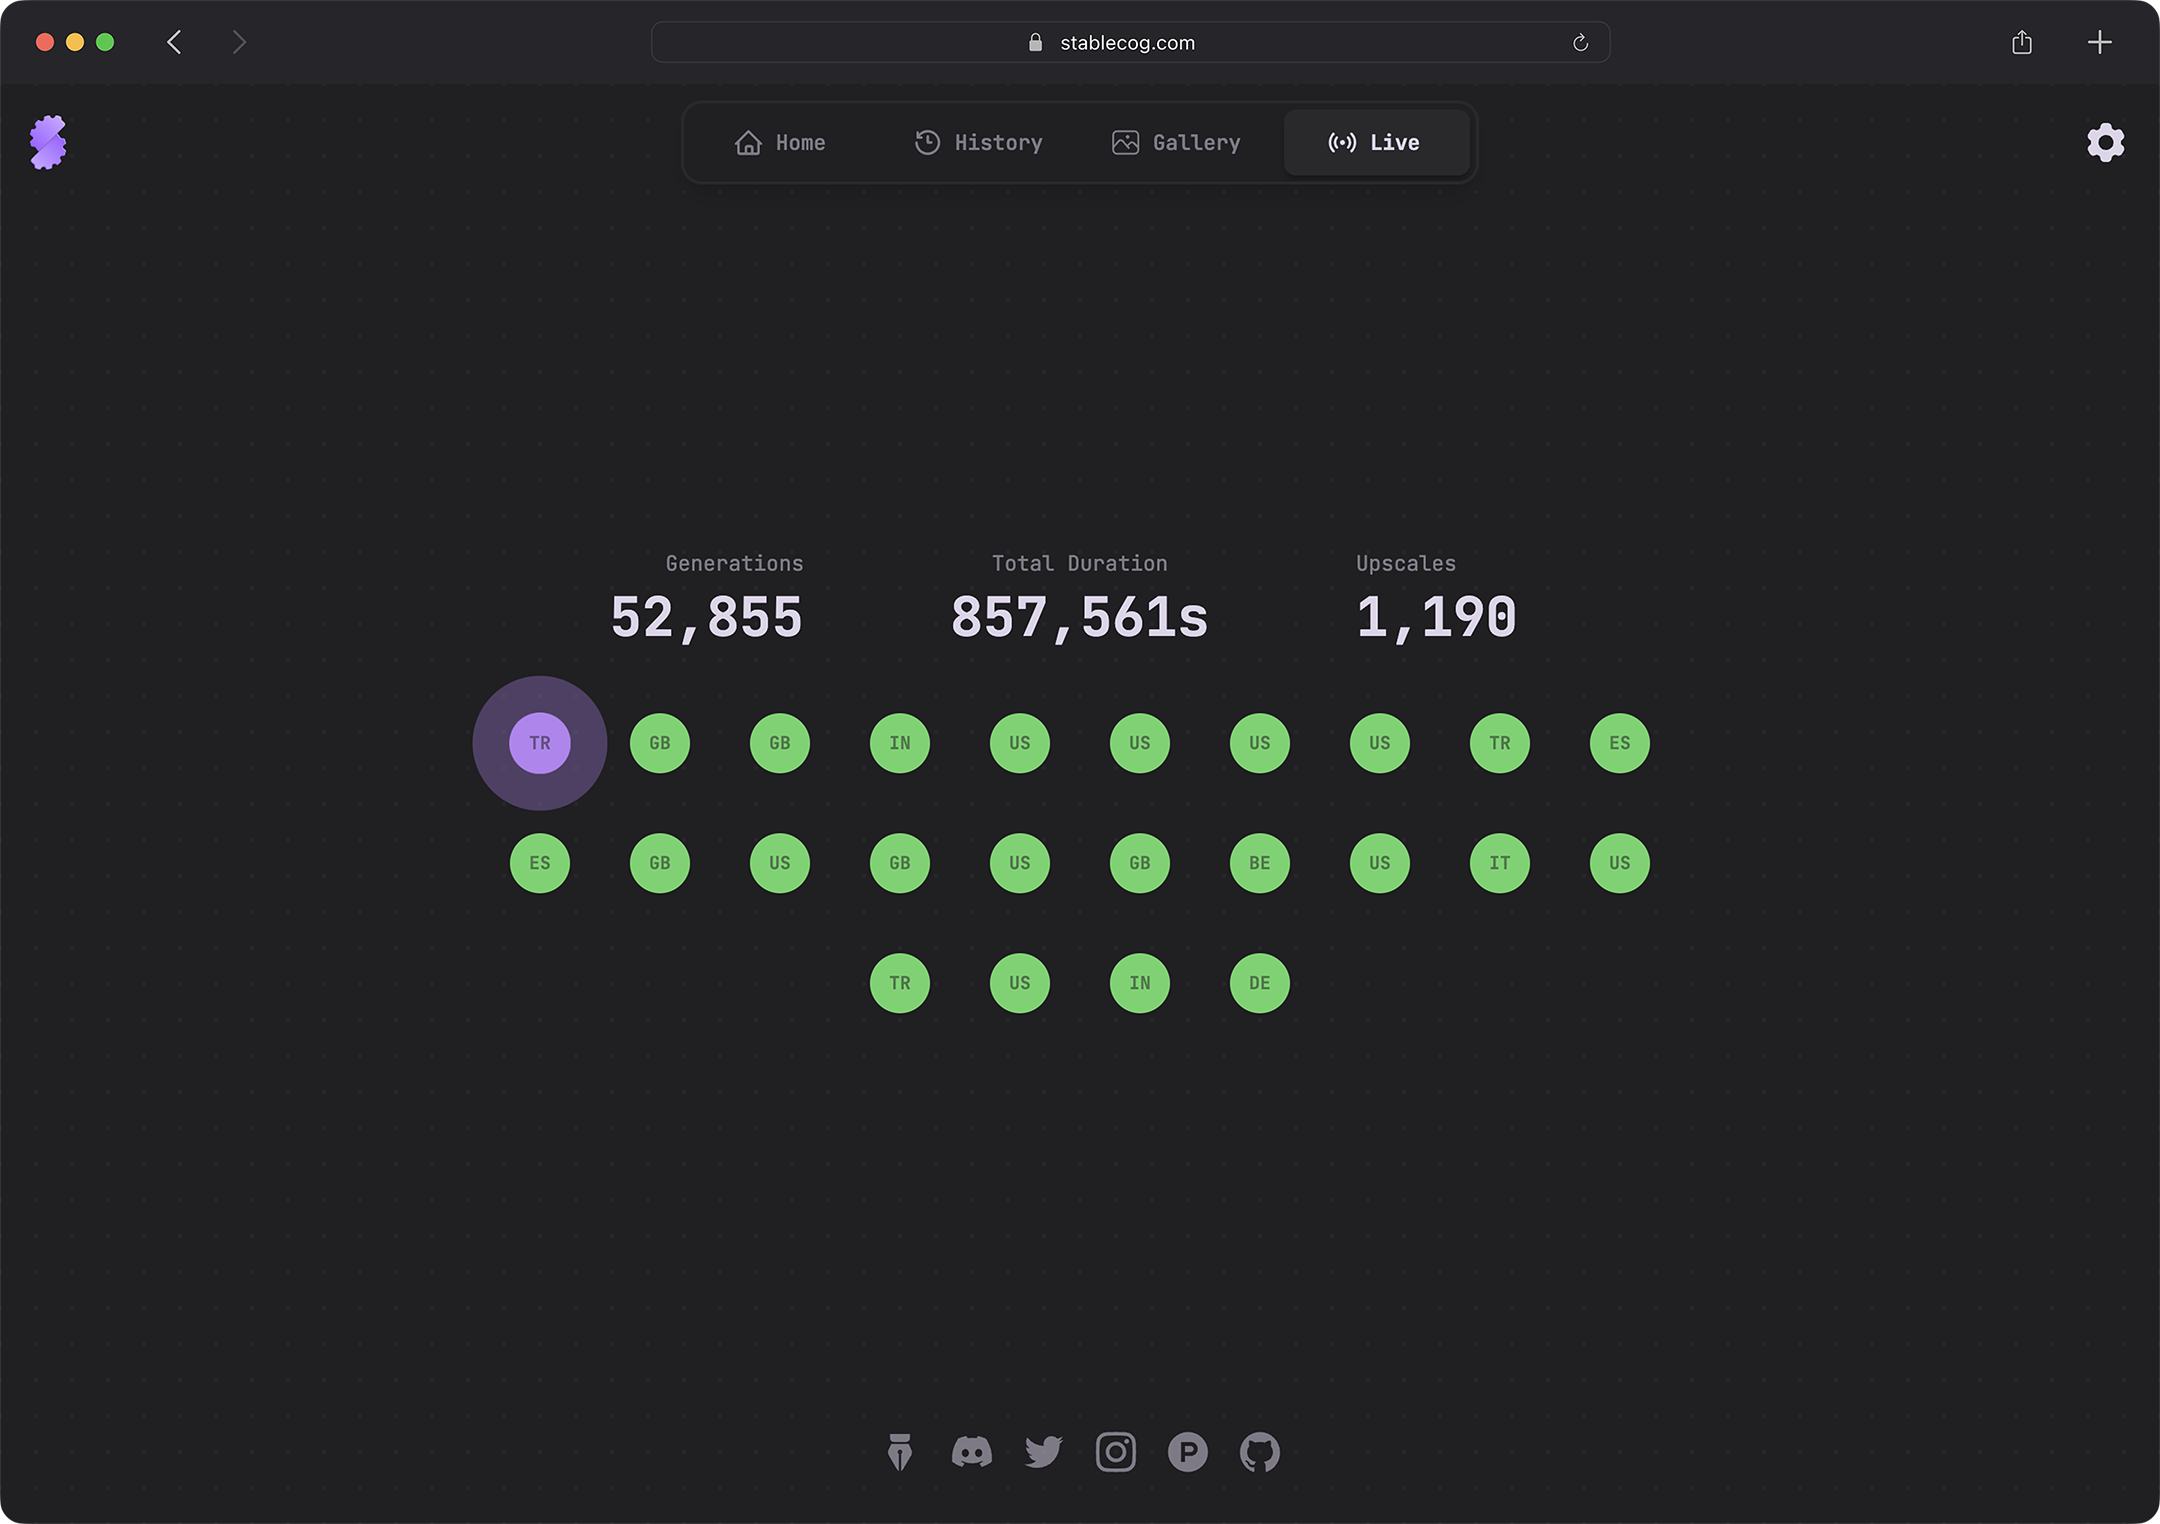 stablecog.com
Home History Gallery Live
Generations Total Duration Upscales
52,855 857,561s 1,190
TR GB GB IN US US US US TR ES
ES GB US GB US GB BE US IT US
TR US IN DE